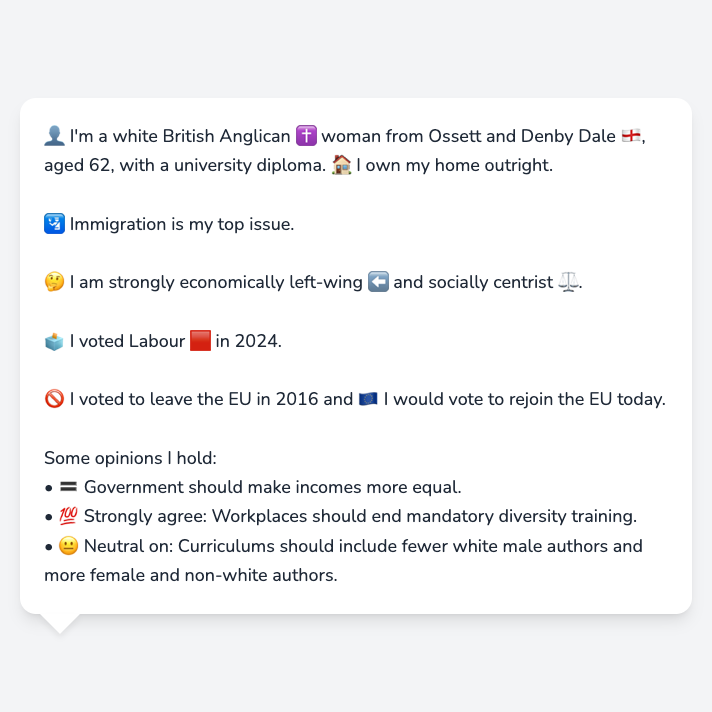 👤 I'm a white British Anglican ✝️ woman from Ossett and Denby Dale 🏴󠁧󠁢󠁥󠁮󠁧󠁿,
aged 62, with a university diploma. 🏠 I own my home outright.
🛂 Immigration is my top issue.
🤔 I am strongly economically left-wing ⬅️ and socially centrist ⚖️.
🗳️ I voted Labour 🟥 in 2024.
🚫 I voted to leave the EU in 2016 and 🇪🇺 I would vote to rejoin the EU today.
Some opinions I hold:
• 🟰 Government should make incomes more equal.
• 💯 Strongly agree: Workplaces should end mandatory diversity training.
• 😐 Neutral on: Curriculums should include fewer white male authors and
more female and non-white authors.